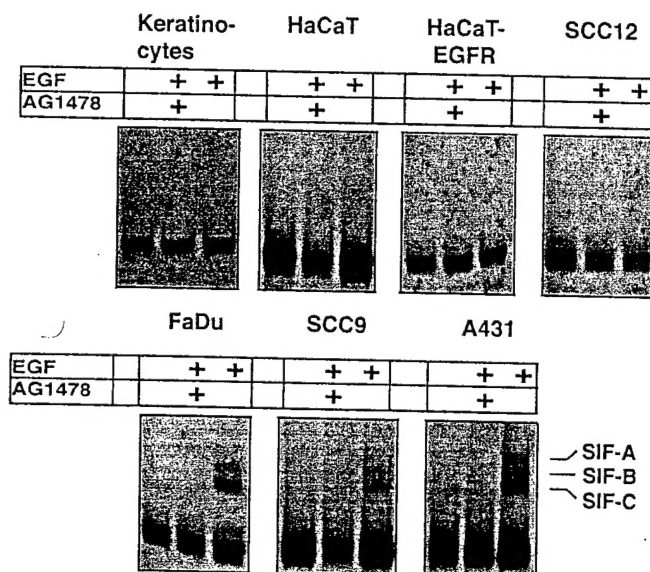 Keratino- HaCaT HaCaT- SCC12
cytes EGFR
EGF + + + + + + + +
AG1478 + + + +
FaDu SCC9 A431
EGF + + + + + +
AG1478 + + +
SIF-A
SIF-B
SIF-C